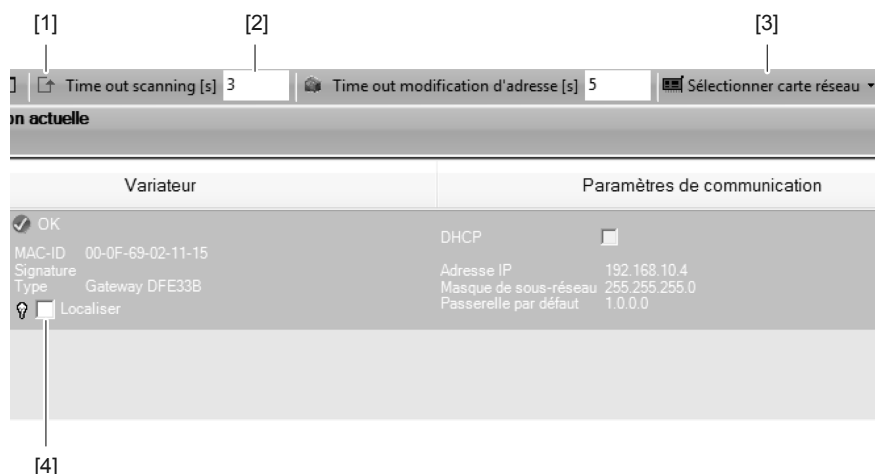 [1] [2] [3]
Time out scanning [s] 3 Time out modification d'adresse [s] 5 Sélectionner carte réseau
on actuelle
Variateur Paramètres de communication
OK
DHCP
MAC-ID 00-0F-69-02-11-15
Signature
Adresse IP 192.168.10.4
Type Gateway DFE33B
Masque de sous-réseau 255.255.255.0
Passerelle par défaut 1.0.0.0
Localiser
[4]